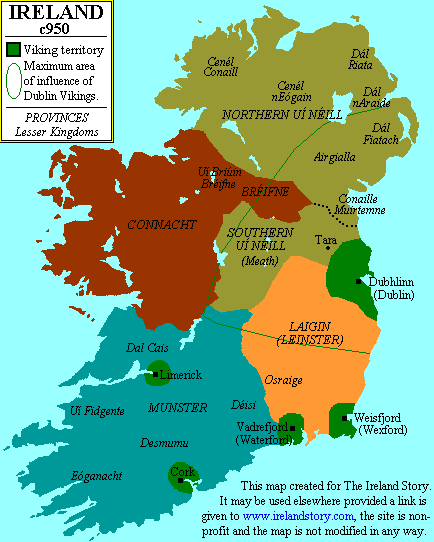 IRELAND
c950
Viking territory
Maximum area
of influence of
Dublin Vikings.
PROVINCES
Lesser Kingdoms
Cenél
Conaill
Dál
Riata
Cenél
nEógain
Dál
nAraide
NORTHERN UÍ NÉILL
Dál
Fiatach
Airgialla
Uí Briúin
Bréifne
BRÉIFNE
Conaille
Muirtemne
CONNACHT
SOUTHERN
UÍ NÉILL
(Meath)
Tara
Dubhlinn
(Dublin)
LAIGIN
(LEINSTER)
Dal Cais
Limerick
Osraige
Uí Fidgente
MUNSTER
Déisi
Weisfjord
(Wexford)
Vadrefjord
(Waterford)
Desmumu
Eóganacht
Cork
This map created for The Ireland Story.
It may be used elsewhere provided a link is
given to www.irelandstory.com, the site is non-
profit and the map is not modified in any way.